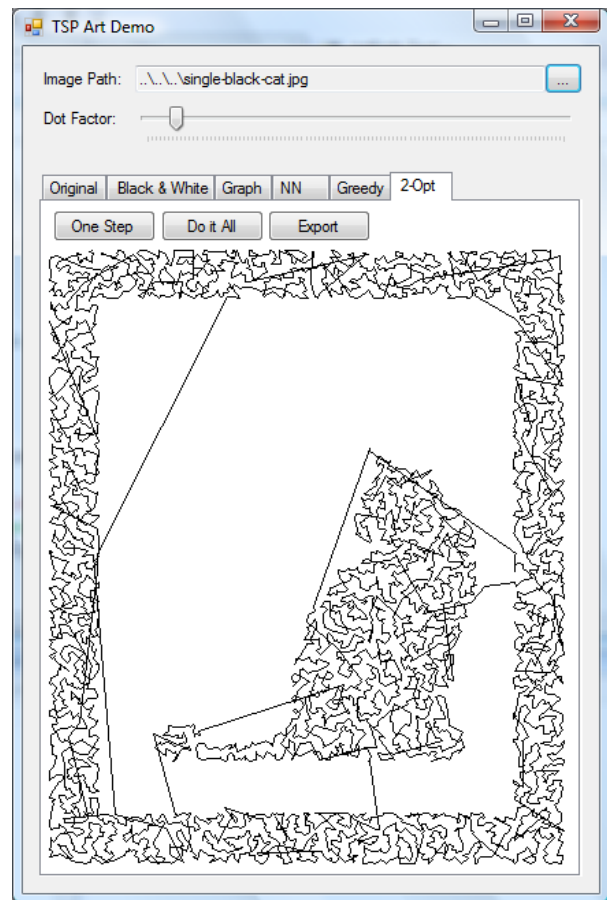 TSP Art Demo
Image Path: ..\..\..\single-black-cat.jpg ...
Dot Factor:
Original Black & White Graph NN Greedy 2-Opt
One Step Do it All Export